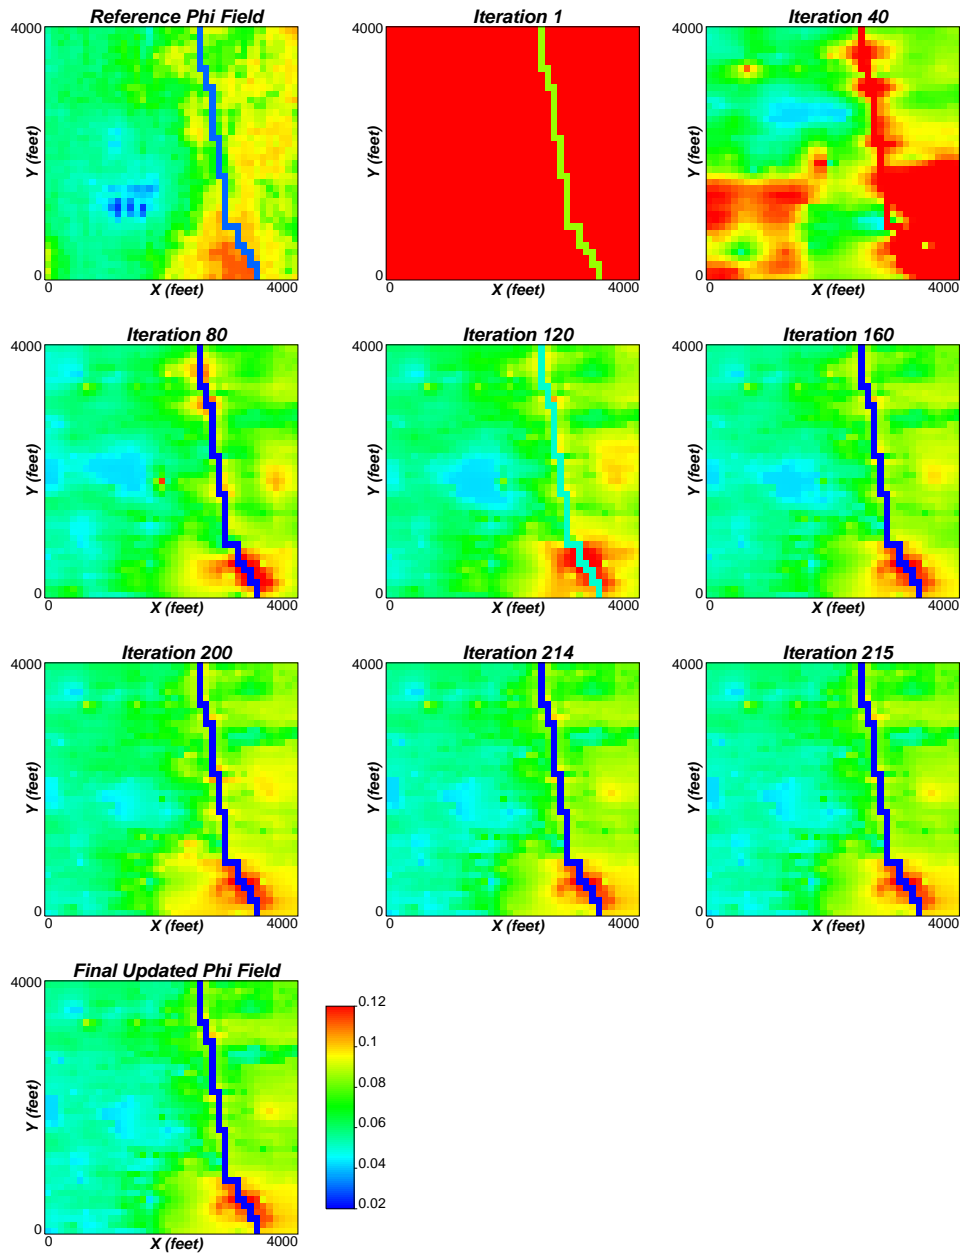 Reference Phi Field
4000
Y (feet)
0
0
X (feet)
4000
Iteration 1
4000
Y (feet)
0
0
X (feet)
4000
Iteration 40
4000
Y (feet)
0
0
X (feet)
4000
Iteration 80
4000
Y (feet)
0
0
X (feet)
4000
Iteration 120
4000
Y (feet)
0
0
X (feet)
4000
Iteration 160
4000
Y (feet)
0
0
X (feet)
4000
Iteration 200
4000
Y (feet)
0
0
X (feet)
4000
Iteration 214
4000
Y (feet)
0
0
X (feet)
4000
Iteration 215
4000
Y (feet)
0
0
X (feet)
4000
Final Updated Phi Field
4000
Y (feet)
0
0
X (feet)
4000
0.12
0.1
0.08
0.06
0.04
0.02